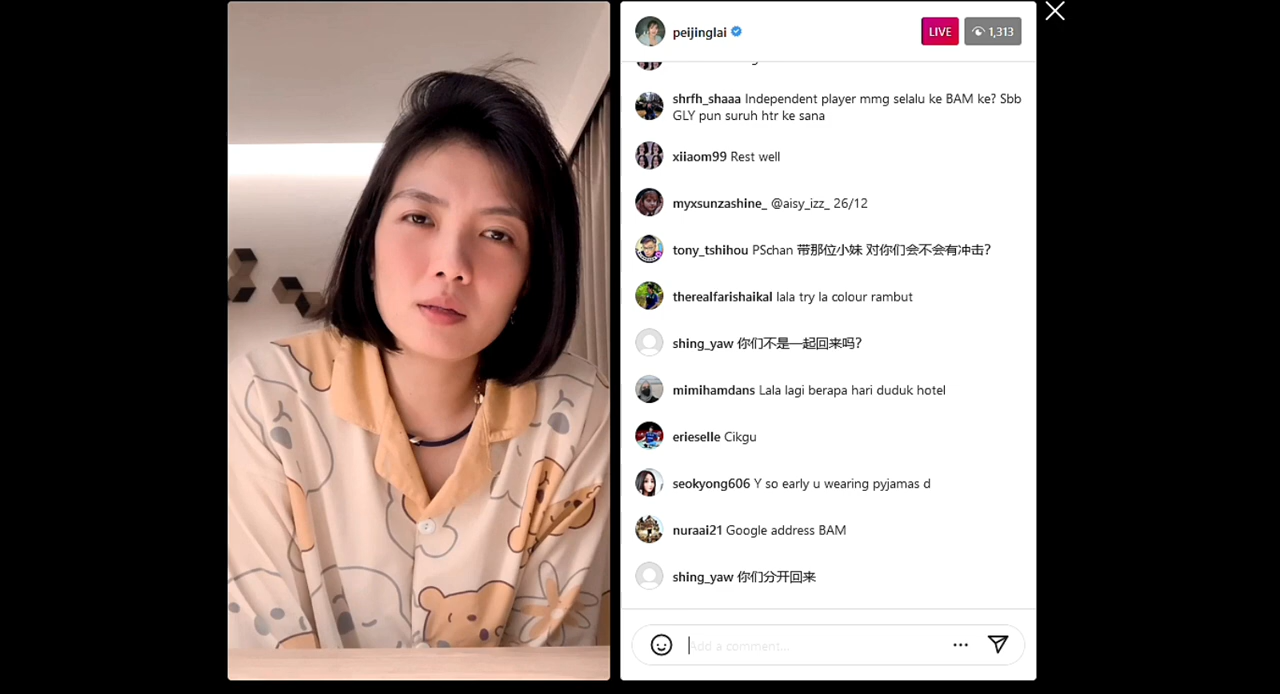 peijinglai
LIVE
1,313
shrfh_shaaa Independent player mmg selalu ke BAM ke? Sbb
GLY pun suruh htr ke sana
xiiaom99 Rest well
myxsunzashine_ @aisy_izz_ 26/12
tony_tshihou PSchan 带那位小妹 对你们会不会有冲击?
therealfarishaikal lala try la colour rambut
shing_yaw 你们不是一起回来吗?
mimihamdans Lala lagi berapa hari duduk hotel
erieselle Cikgu
seokyong606 Y so early u wearing pyjamas d
nuraai21 Google address BAM
shing_yaw 你们分开回来
Add a comment...